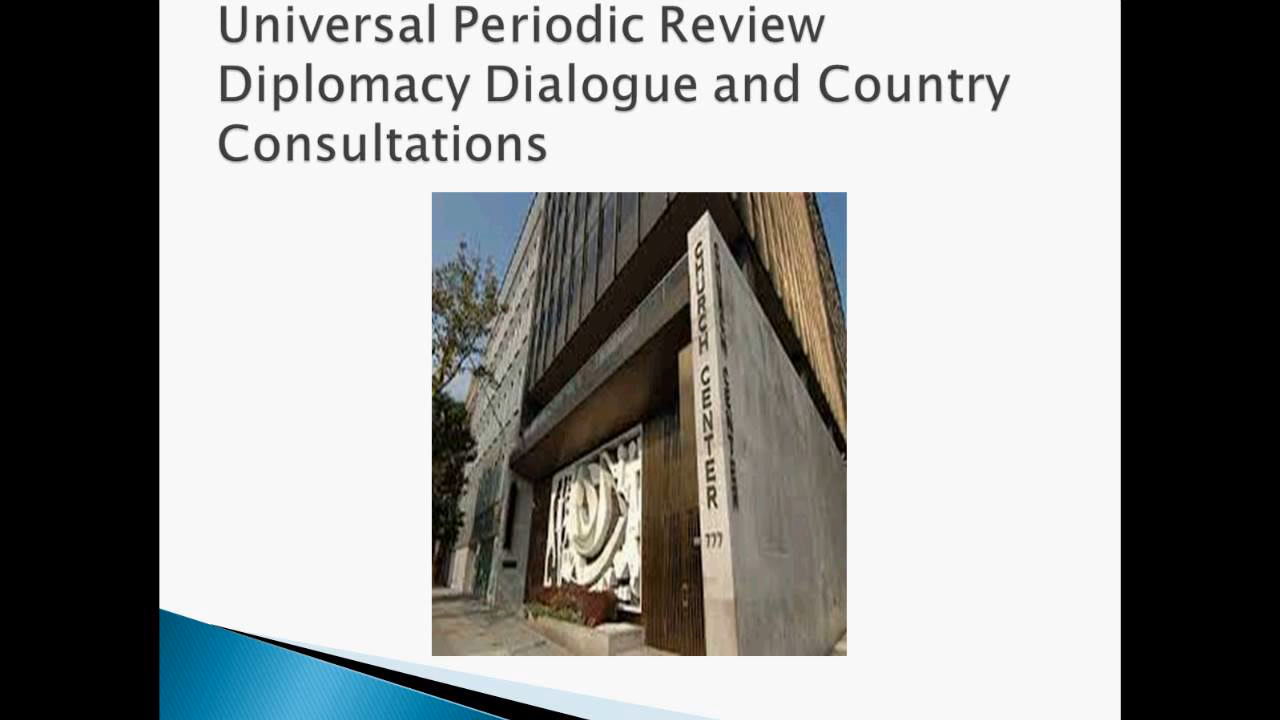 Universal Periodic Review
Diplomacy Dialogue and Country
Consultations
CHURCH CENTER
777